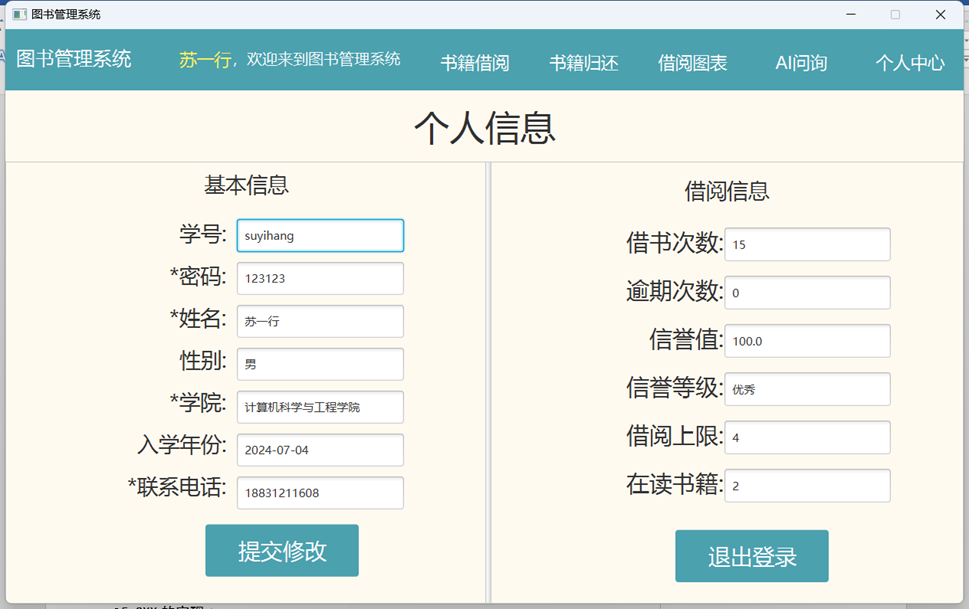 图书管理系统
图书管理系统 苏一行，欢迎来到图书管理系统 书籍借阅 书籍归还 借阅图表 AI问询 个人中心
个人信息
基本信息
学号: suyihang
*密码: 123123
*姓名: 苏一行
性别: 男
*学院: 计算机科学与工程学院
入学年份: 2024-07-04
*联系电话: 18831211608
提交修改
借阅信息
借书次数: 15
逾期次数: 0
信誉值: 100.0
信誉等级: 优秀
借阅上限: 4
在读书籍: 2
退出登录